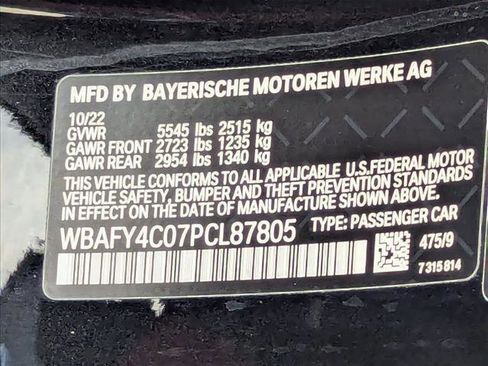 MFD BY BAYERISCHE MOTOREN WERKE AG
10/22
GVWR 5545 lbs 2515 kg
GAWR FRONT 2723 lbs 1235 kg
GAWR REAR 2954 lbs 1340 kg
THIS VEHICLE CONFORMS TO ALL APPLICABLE U.S.FEDERAL MOTOR
VEHICLE SAFETY, BUMPER AND THEFT PREVENTION STANDARDS
IN EFFECT ON THE DATE OF MANUFACTURE SHOWN ABOVE.
WBAFY4C07PCL87805 TYPE: PASSENGER CAR
475/9
7315814